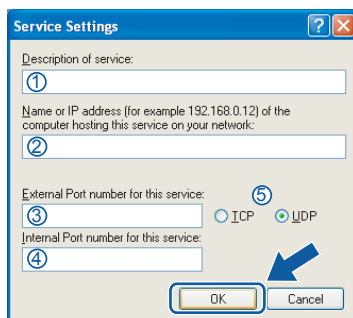 Service Settings
Description of service:
①
Name or IP address (for example 192.168.0.12) of the
computer hosting this service on your network:
②
External Port number for this service:
⑤
③
TCP
UDP
Internal Port number for this service:
④
OK
Cancel